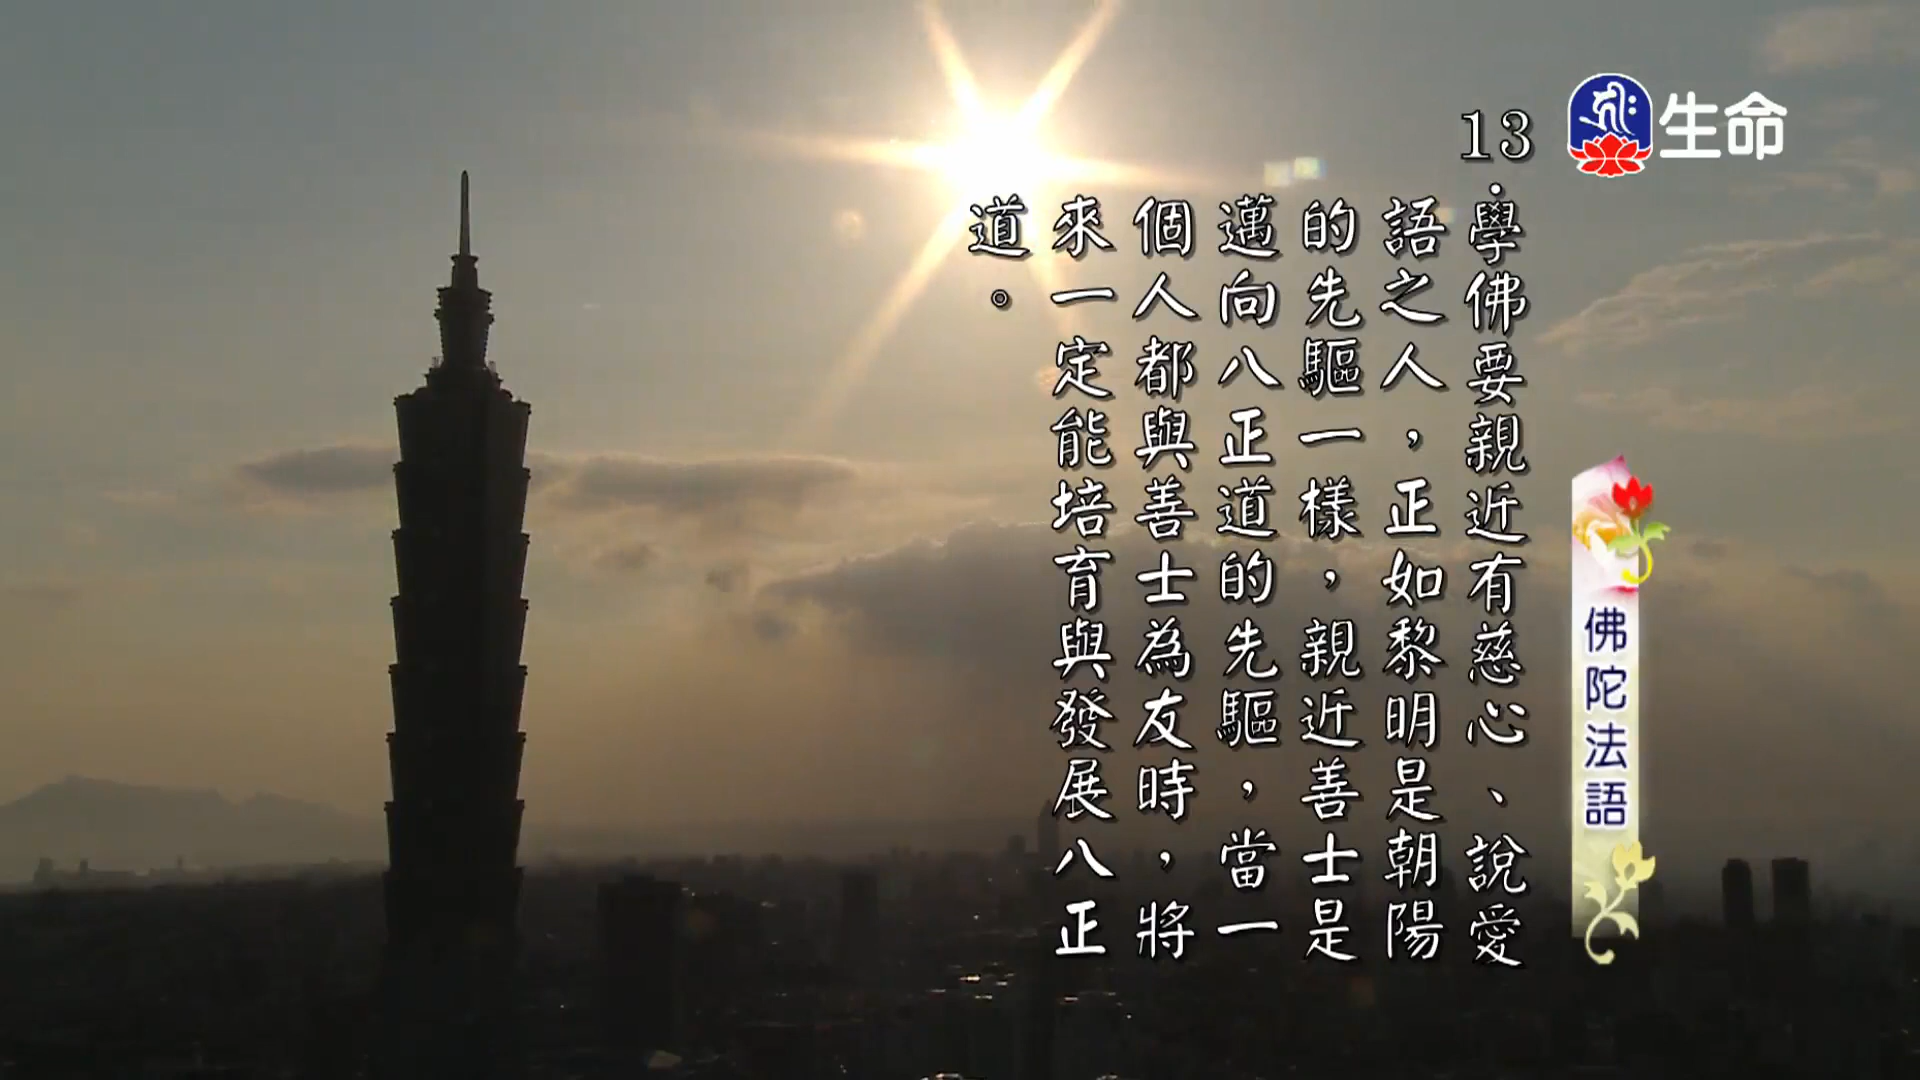 13.學佛要親近有慈心、說愛
語之人，正如黎明是朝陽
的先驅一樣，親近善士是
邁向八正道的先驅，當一
個人都與善士為友時，將
來一定能培育與發展八正
道。
生命
佛陀法語